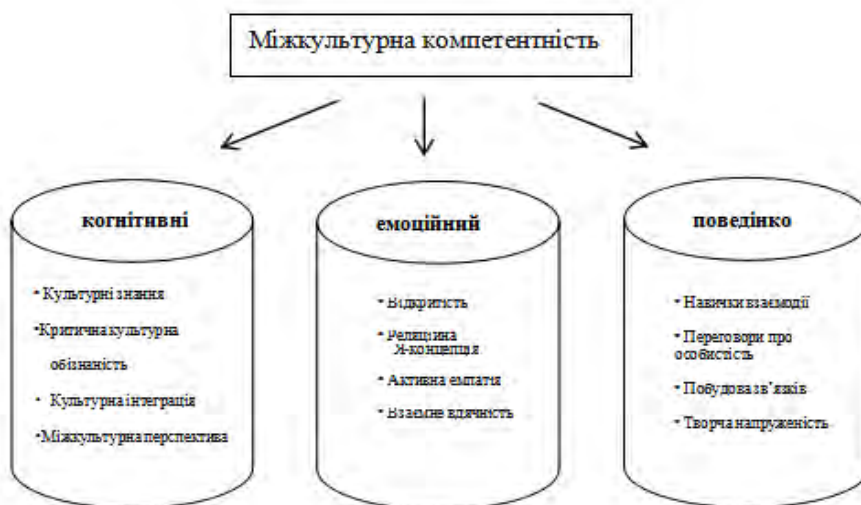 Міжкультурна компетентність
когнітивні
• Культурні знання
•Критична культурна
обізнаність
• Культурна інтеграція
•Міжкультурна перспектива
емоційний
• Відкритість
• Реляційна
Я-концепція
• Активна емпатія
• Взаємне вдячність
поведінко
• Навички взаємодії
• Переговори про
особистість
• Побудова зв'язків
• Творча напруженість